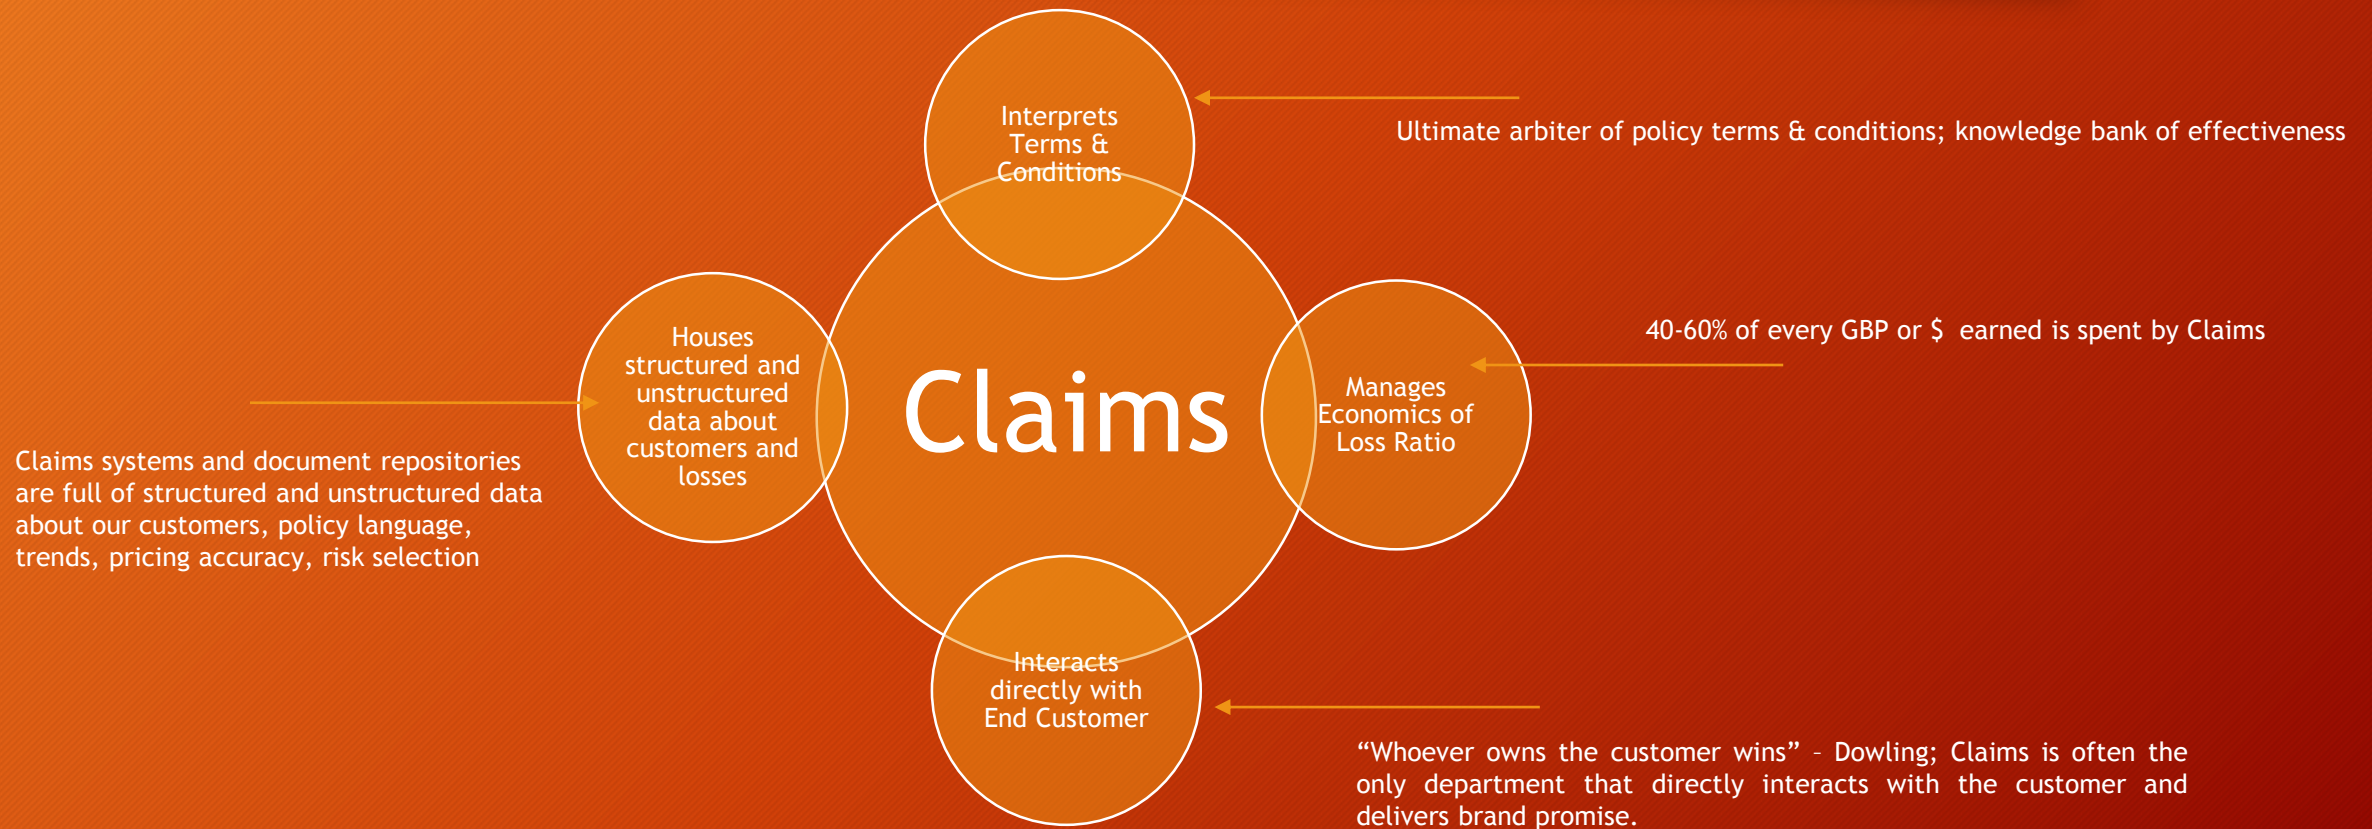 Interprets
Terms &
Conditions
Ultimate arbiter of policy terms & conditions; knowledge bank of effectiveness
Houses
structured and
unstructured
data about
customers and
losses
Claims systems and document repositories
are full of structured and unstructured data
about our customers, policy language,
trends, pricing accuracy, risk selection
Claims
40-60% of every GBP or $  earned is spent by Claims
Manages
Economics of
Loss Ratio
Interacts
directly with
End Customer
“Whoever owns the customer wins” – Dowling; Claims is often the
only department that directly interacts with the customer and
delivers brand promise.